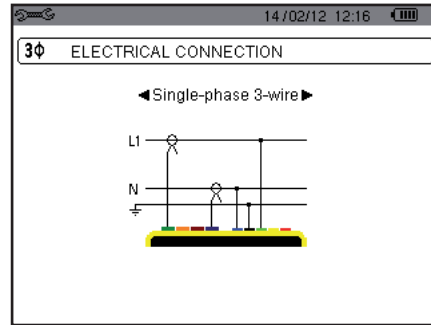 14/02/12 12:16
3Φ ELECTRICAL CONNECTION
◄Single-phase 3-wire►
L1
N